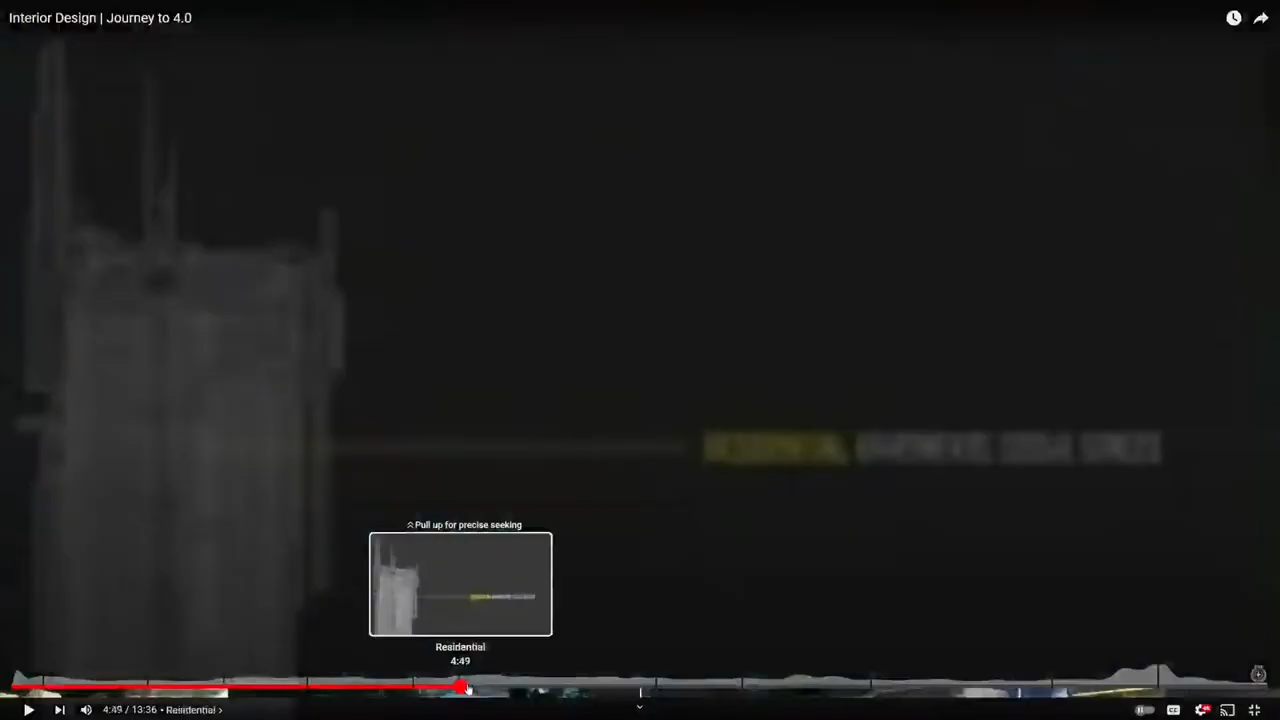 Interior Design | Journey to 4.0
Pull up for precise seeking
Residential
4:49
4:49 / 13:36 • Residential ›